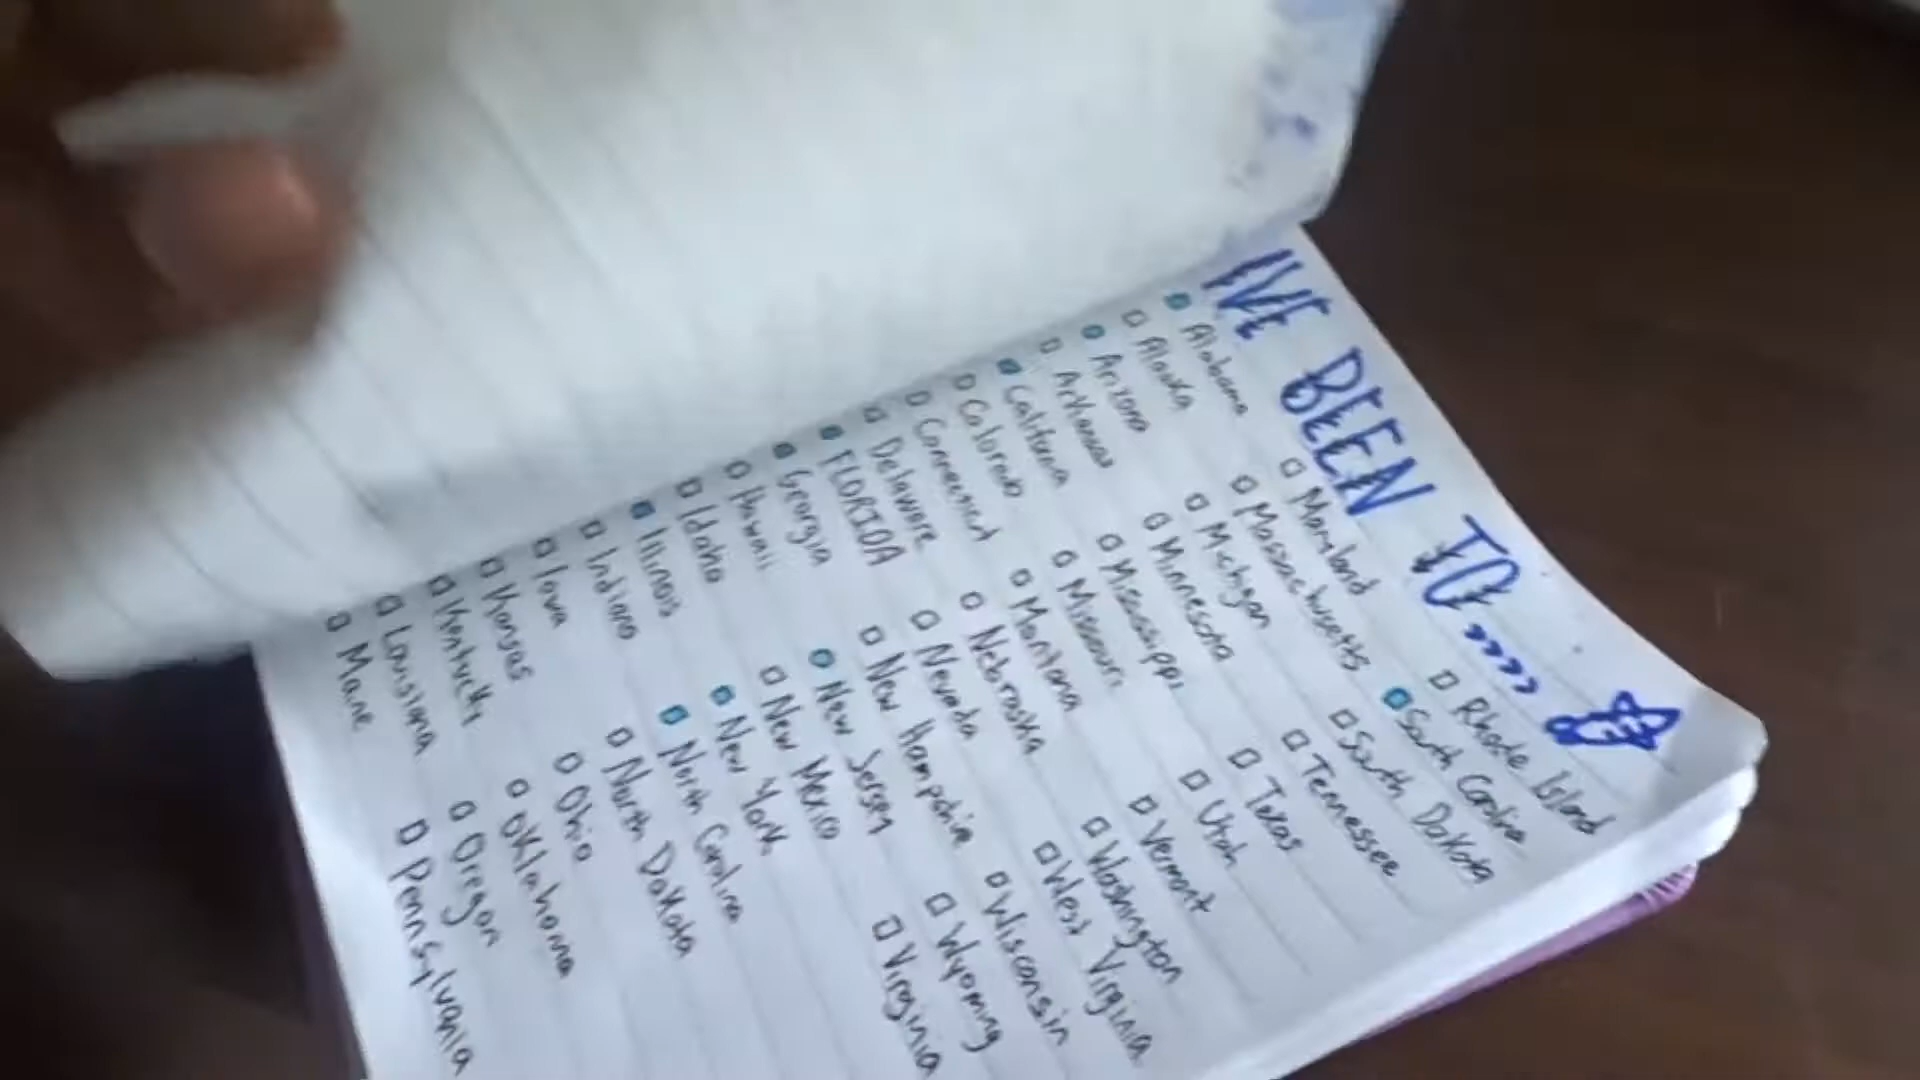 I'VE BEEN TO,,,,,
Alabama
Alaska
Arizona
Arkansas
California
Colorado
Connecticut
Delaware
FLORIDA
Georgia
Hawaii
Idaho
Illinois
Indiana
Iowa
Kansas
Kentucky
Louisiana
Maine
Maryland
Massachusetts
Michigan
Minnesota
Mississippi
Missouri
Montana
Nebraska
Nevada
New Hampshire
New Jersey
New Mexico
New York
North Carolina
North Dakota
Ohio
Oklahoma
Oregon
Pennsylvania
Rhode Island
South Carolina
South Dakota
Tennessee
Texas
Utah
Vermont
Washington
West Virginia
Wisconsin
Wyoming
Virginia